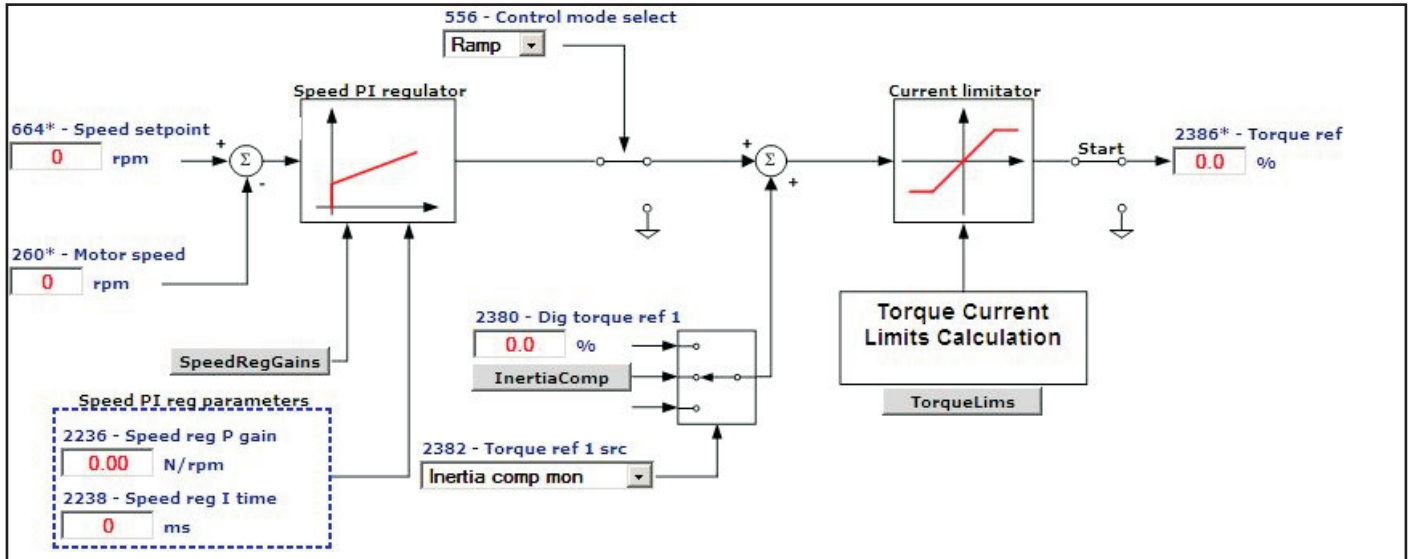 556 - Control mode select
Ramp
Speed PI regulator
Current limitator
664* - Speed setpoint
0 rpm
+
Σ
-
+
Σ
+
Start
2386* - Torque ref
0.0 %
260* - Motor speed
0 rpm
SpeedRegGains
2380 - Dig torque ref 1
0.0 %
InertiaComp
Torque Current
Limits Calculation
TorqueLims
Speed PI reg parameters
2236 - Speed reg P gain
0.00 N/rpm
2238 - Speed reg I time
0 ms
2382 - Torque ref 1 src
Inertia comp mon